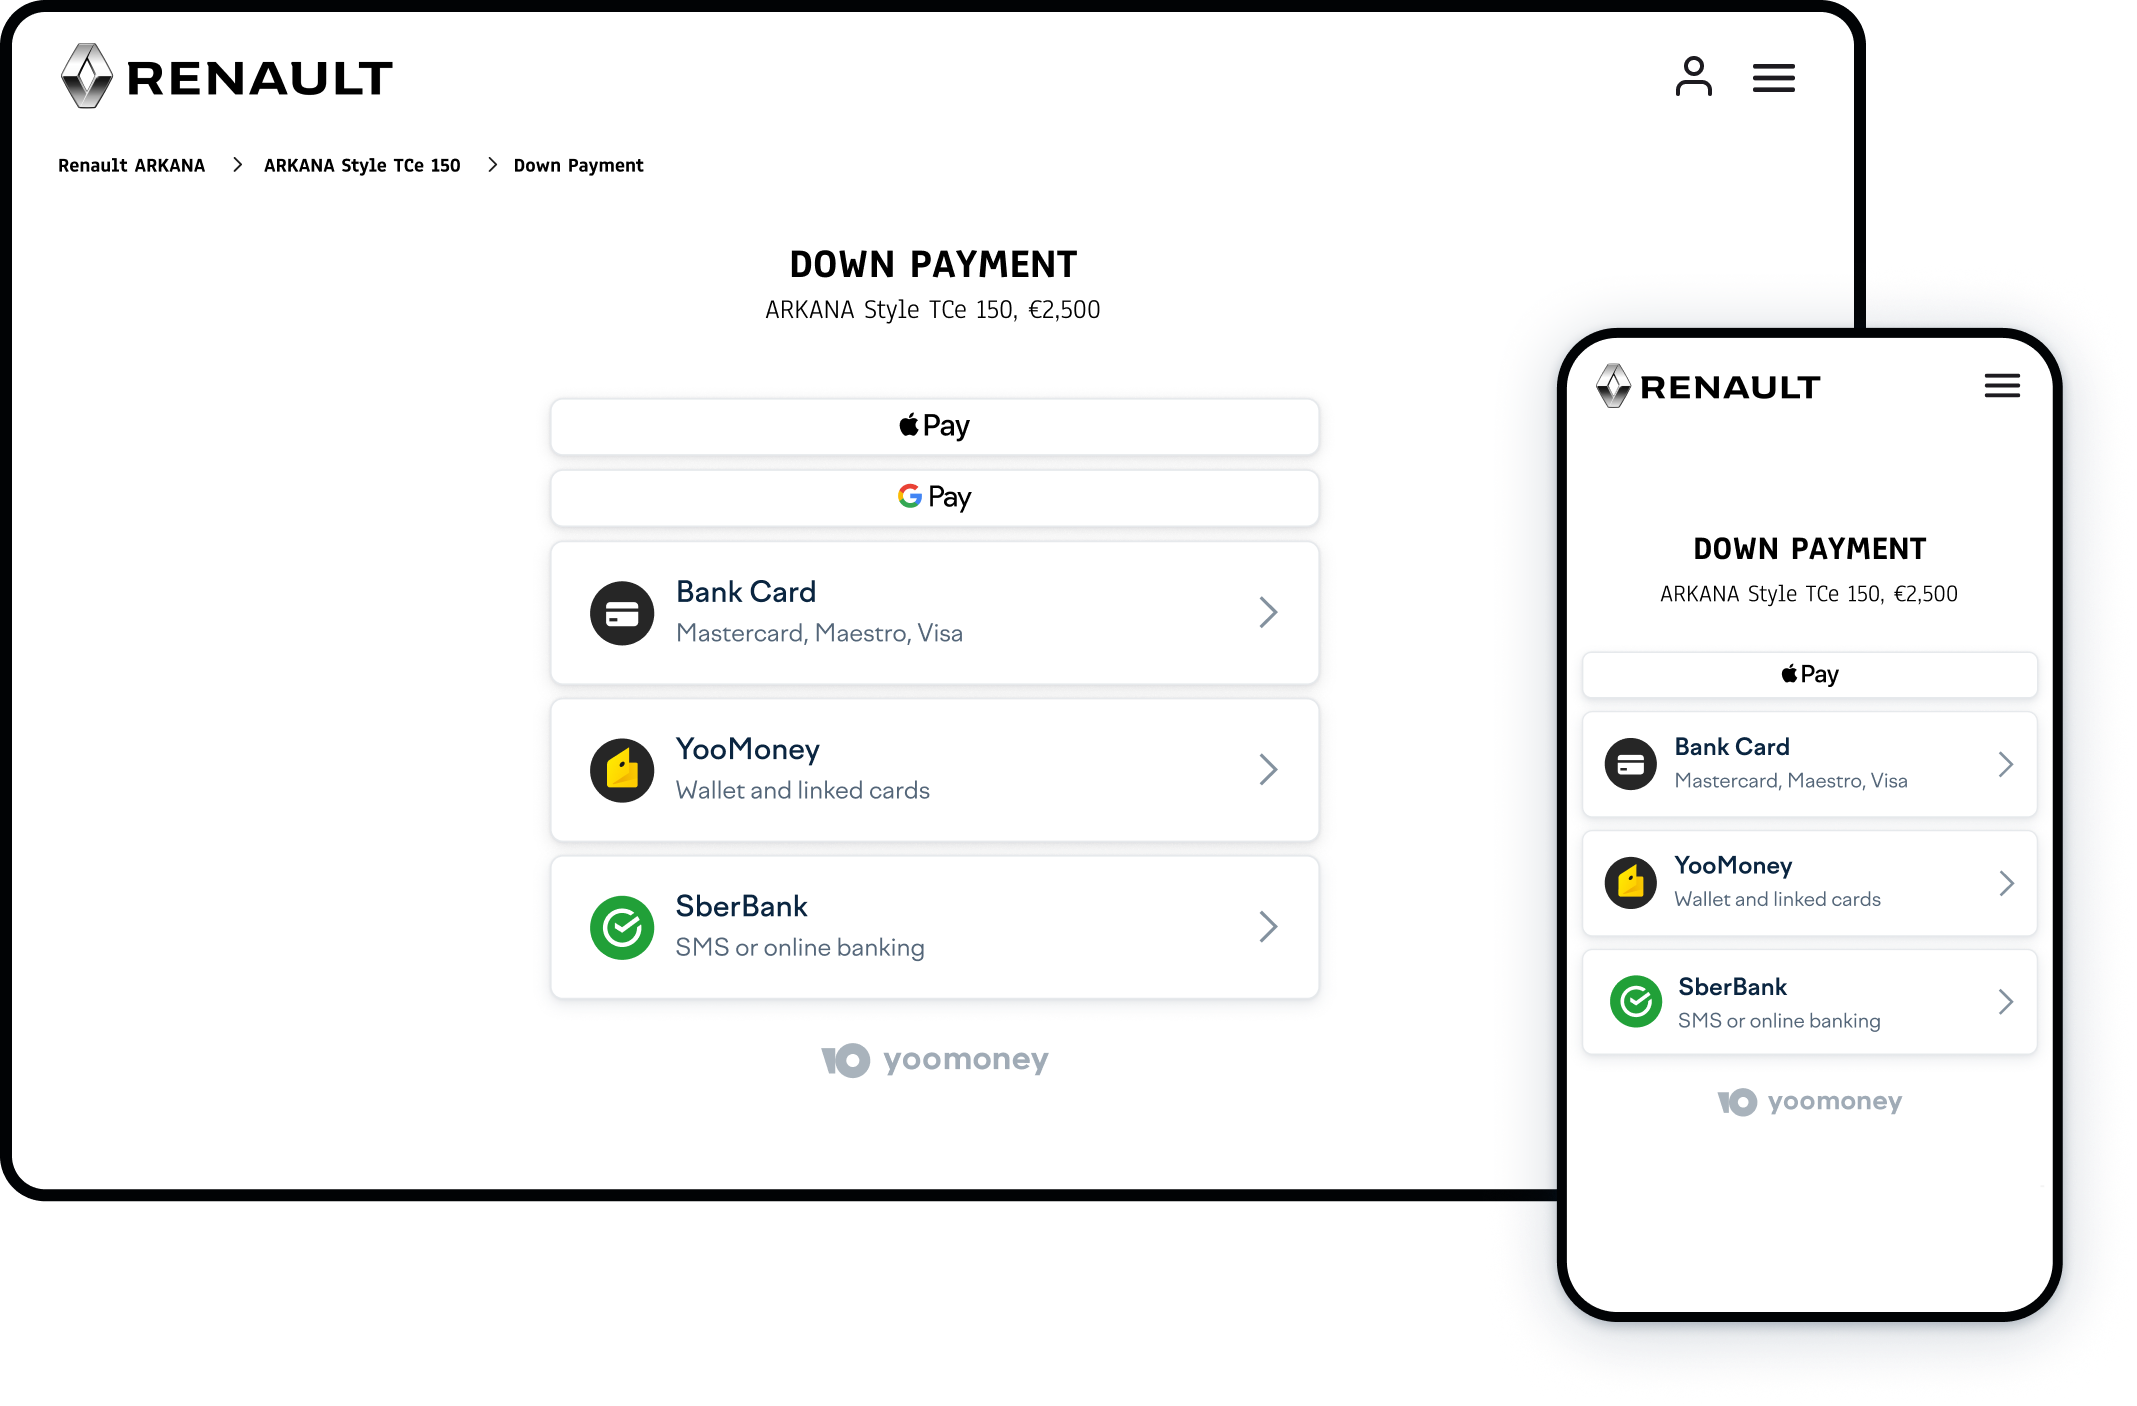 RENAULT
Renault ARKANA > ARKANA Style TCe 150 > Down Payment
DOWN PAYMENT
ARKANA Style TCe 150, €2,500
Pay
G Pay
Bank Card
Mastercard, Maestro, Visa
YooMoney
Wallet and linked cards
SberBank
SMS or online banking
yoomoney
RENAULT
DOWN PAYMENT
ARKANA Style TCe 150, €2,500
Pay
Bank Card
Mastercard, Maestro, Visa
YooMoney
Wallet and linked cards
SberBank
SMS or online banking
yoomoney